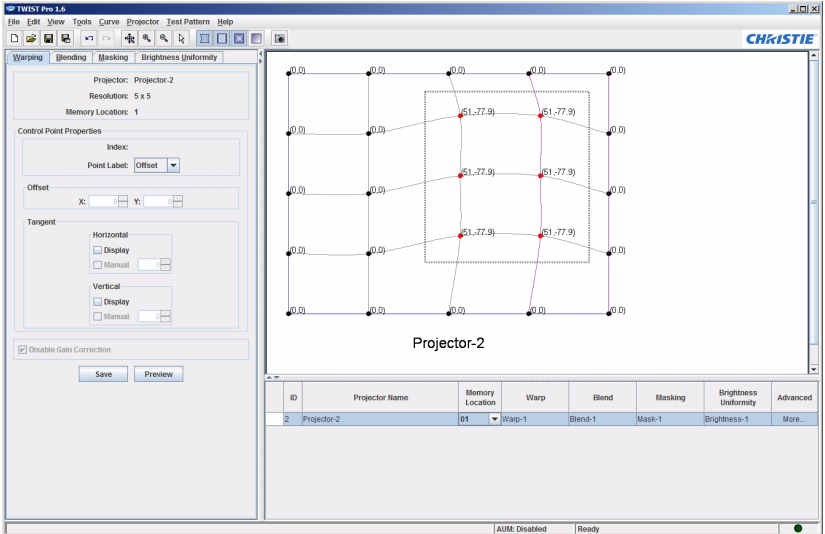 TWIST Pro 1.6
File Edit View Tools Curve Projector Test Pattern Help
CHRISTIE
Warping Blending Masking Brightness Uniformity
Projector: Projector-2
Resolution: 5 x 5
Memory Location: 1
Control Point Properties
Index:
Point Label: Offset
Offset
X: 0 Y: 0
Tangent
Horizontal
Display
Manual 0
Vertical
Display
Manual 0
Disable Gain Correction
Save Preview
(0,0) (0,0) (0,0) (0,0) (0,0)
(0,0) (0,0) (51,-77.9) (51,-77.9) (0,0)
(0,0) (0,0) (51,-77.9) (51,-77.9) (0,0)
(0,0) (0,0) (51,-77.9) (51,-77.9) (0,0)
(0,0) (0,0) (0,0) (0,0) (0,0)
Projector-2
ID Projector Name Memory Location Warp Blend Masking Brightness Uniformity Advanced
2 Projector-2 01 Warp-1 Blend-1 Mask-1 Brightness-1 More...
AUM: Disabled Ready